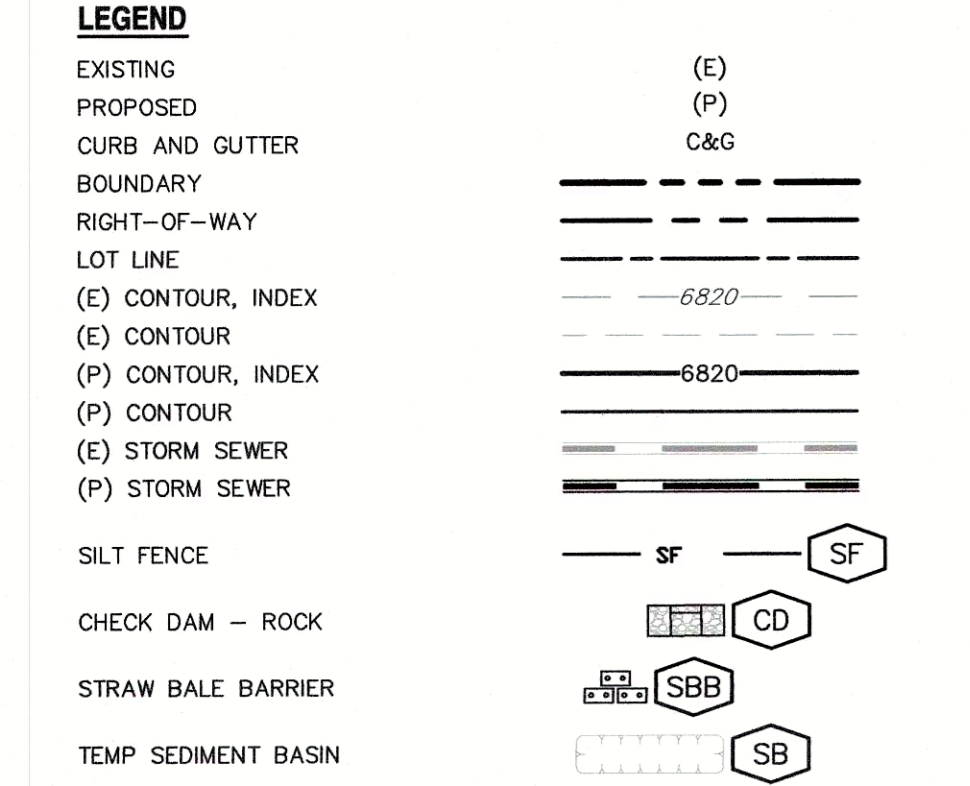 LEGEND
EXISTING (E)
PROPOSED (P)
CURB AND GUTTER C&G
BOUNDARY
RIGHT-OF-WAY
LOT LINE
(E) CONTOUR, INDEX 6820
(E) CONTOUR
(P) CONTOUR, INDEX 6820
(P) CONTOUR
(E) STORM SEWER
(P) STORM SEWER
SILT FENCE SF SF
CHECK DAM - ROCK CD
STRAW BALE BARRIER SBB
TEMP SEDIMENT BASIN SB